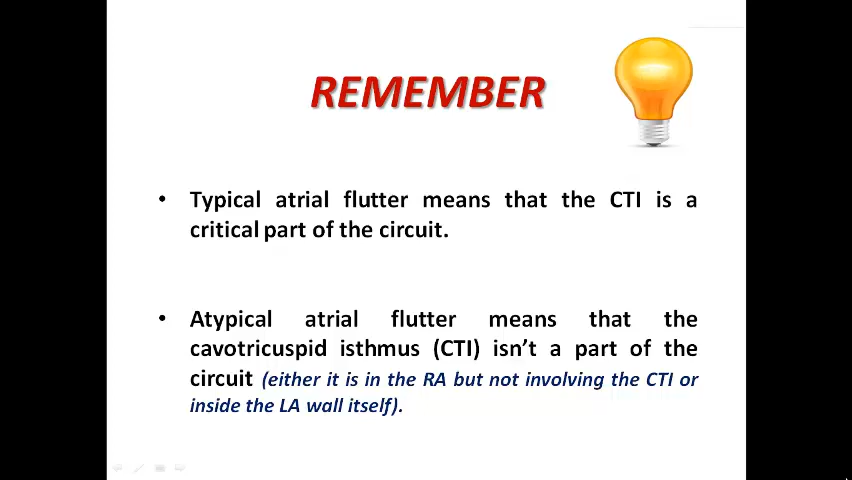 REMEMBER
• Typical atrial flutter means that the CTI is a
critical part of the circuit.
• Atypical atrial flutter means that the
cavotricuspid isthmus (CTI) isn't a part of the
circuit (either it is in the RA but not involving the CTI or
inside the LA wall itself).